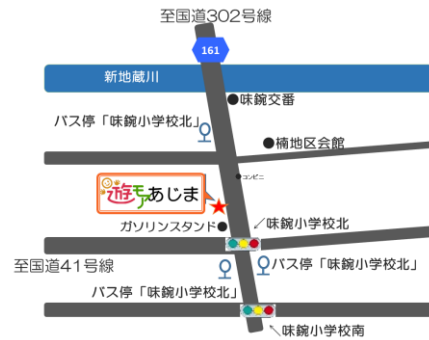 至国道302号線
161
新地蔵川
味鋺交番
バス停「味鋺小学校北」
楠地区会館
コンビニ
遊モアあじま
味鋺小学校北
ガソリンスタンド
至国道41号線
バス停「味鋺小学校北」
バス停「味鋺小学校北」
味鋺小学校南